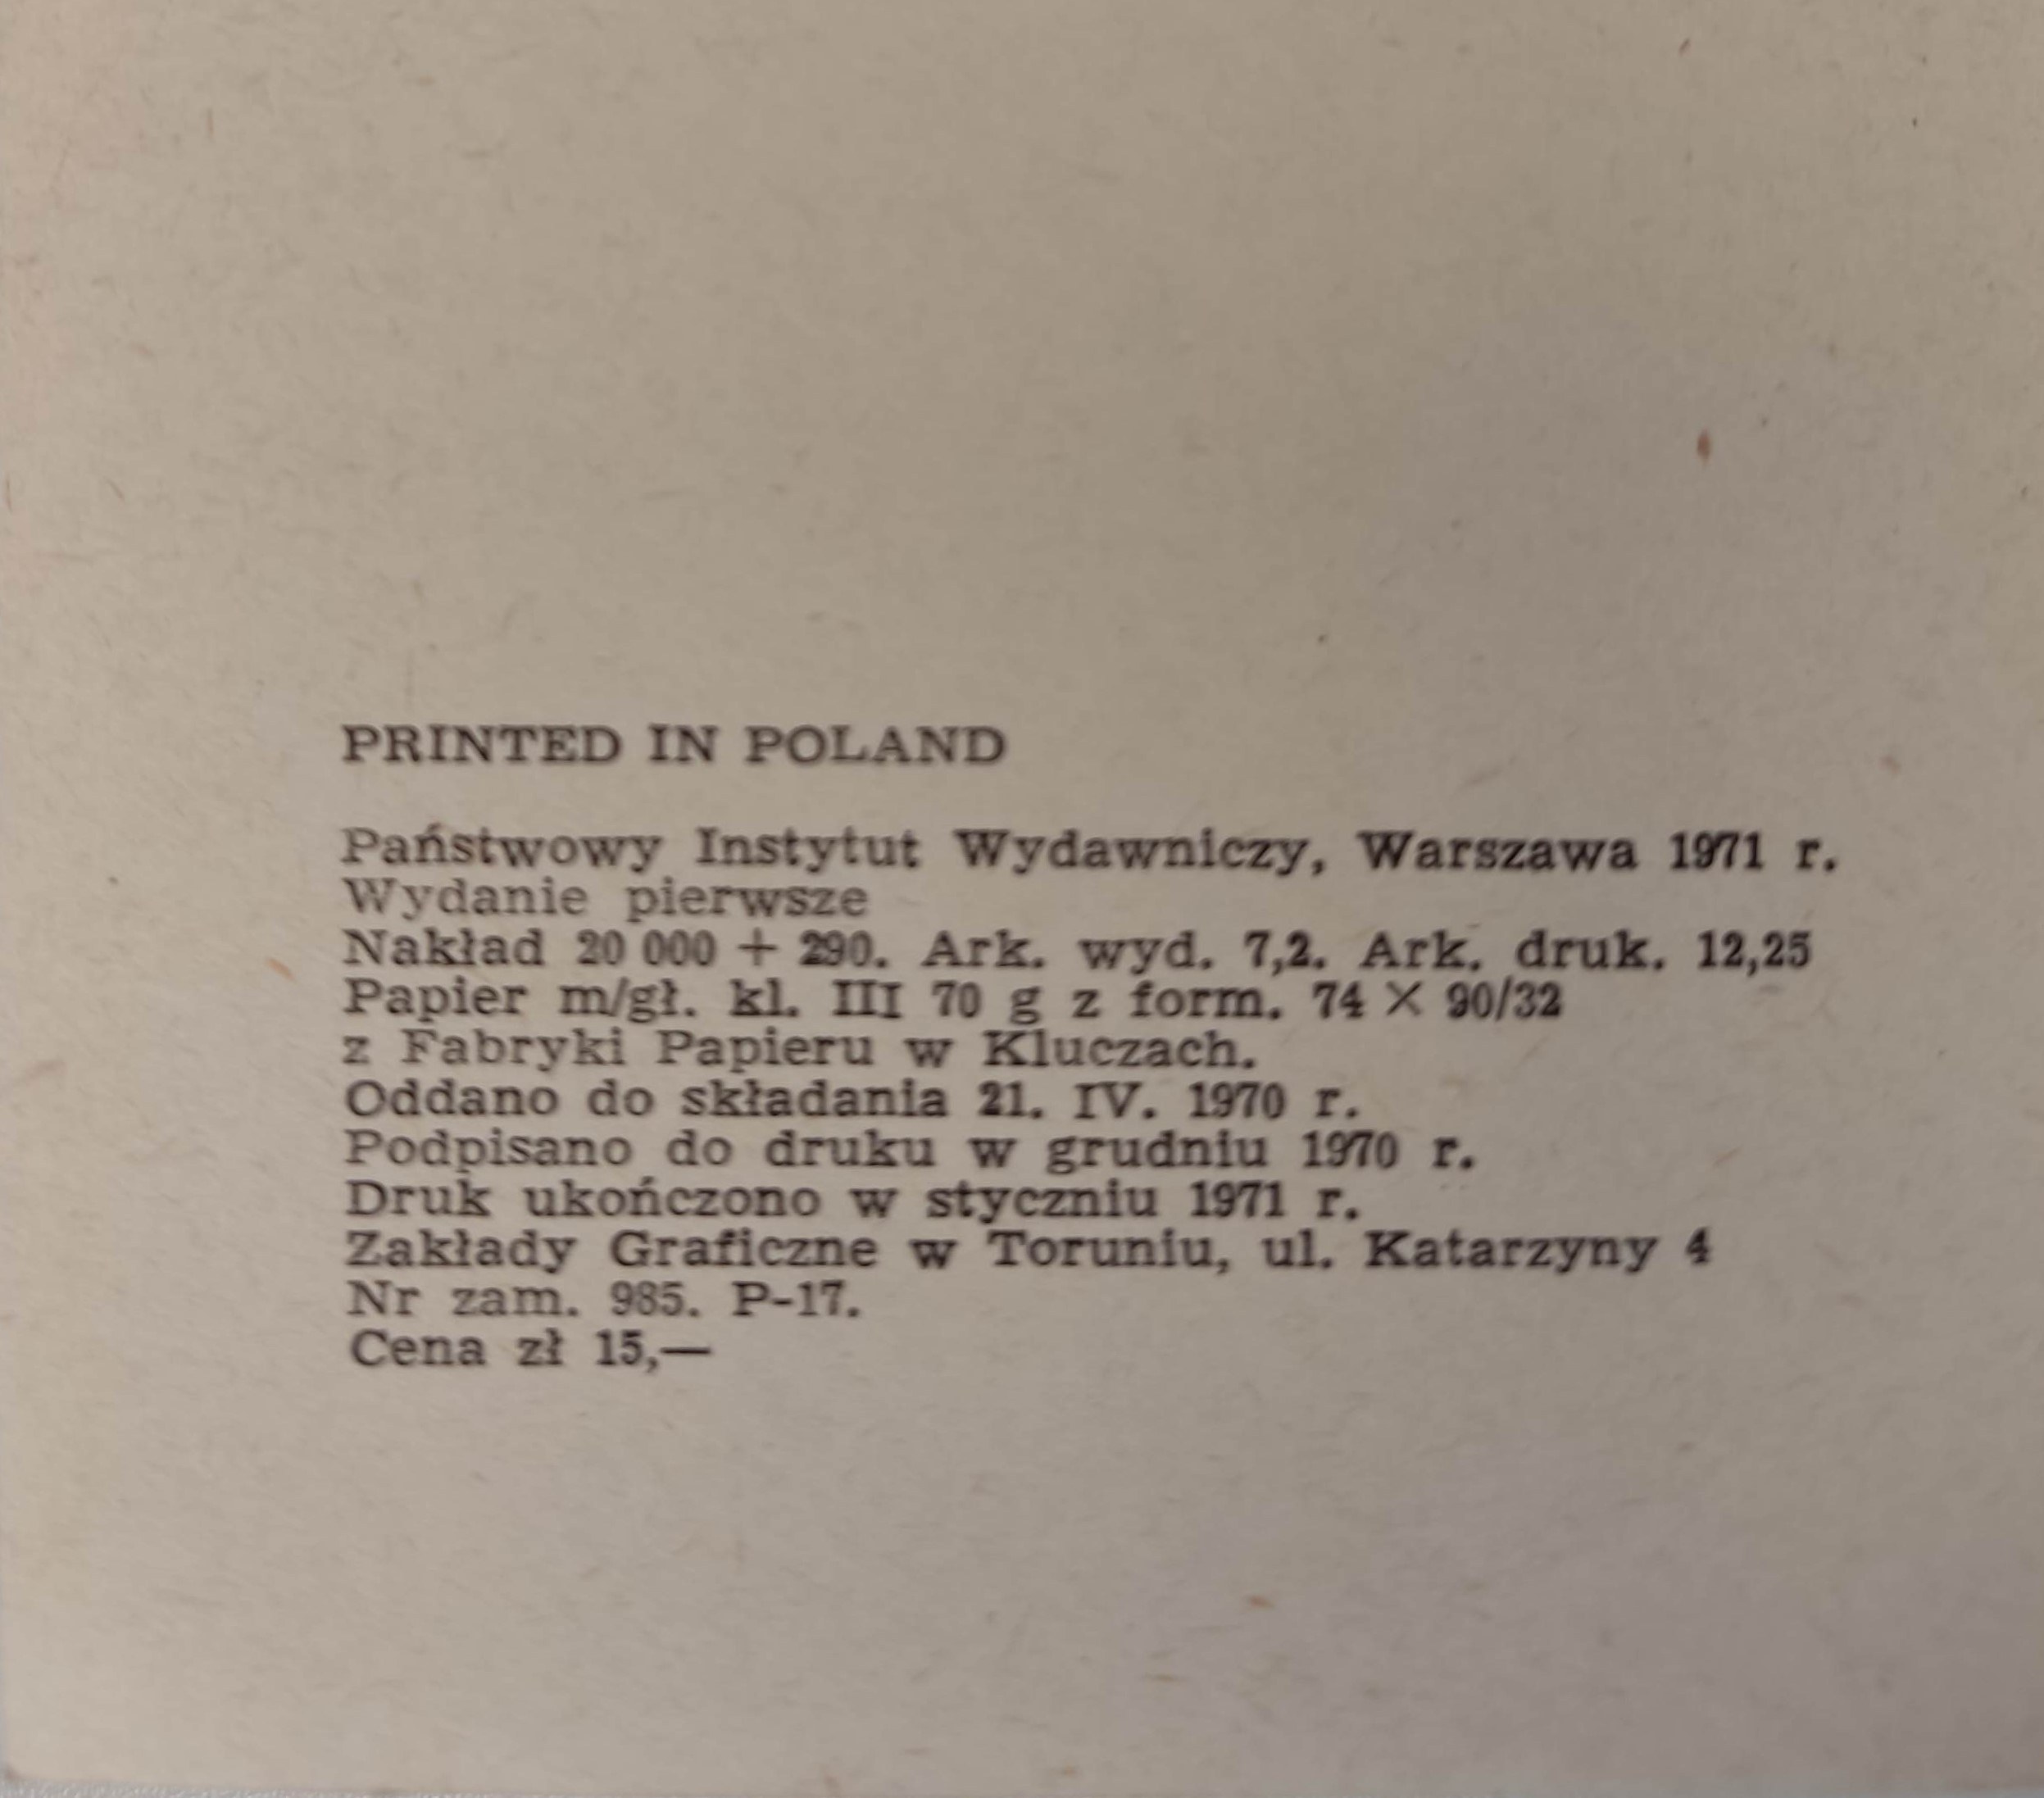 PRINTED IN POLAND
Państwowy Instytut Wydawniczy, Warszawa 1971 r.
Wydanie pierwsze
Nakład 20 000 + 290. Ark. wyd. 7,2. Ark. druk. 12,25
Papier m/gł. kl. III 70 g z form. 74 × 90/32
z Fabryki Papieru w Kluczach.
Oddano do składania 21. IV. 1970 r.
Podpisano do druku w grudniu 1970 r.
Druk ukończono w styczniu 1971 r.
Zakłady Graficzne w Toruniu, ul. Katarzyny 4
Nr zam. 985. P-17.
Cena zł 15,—